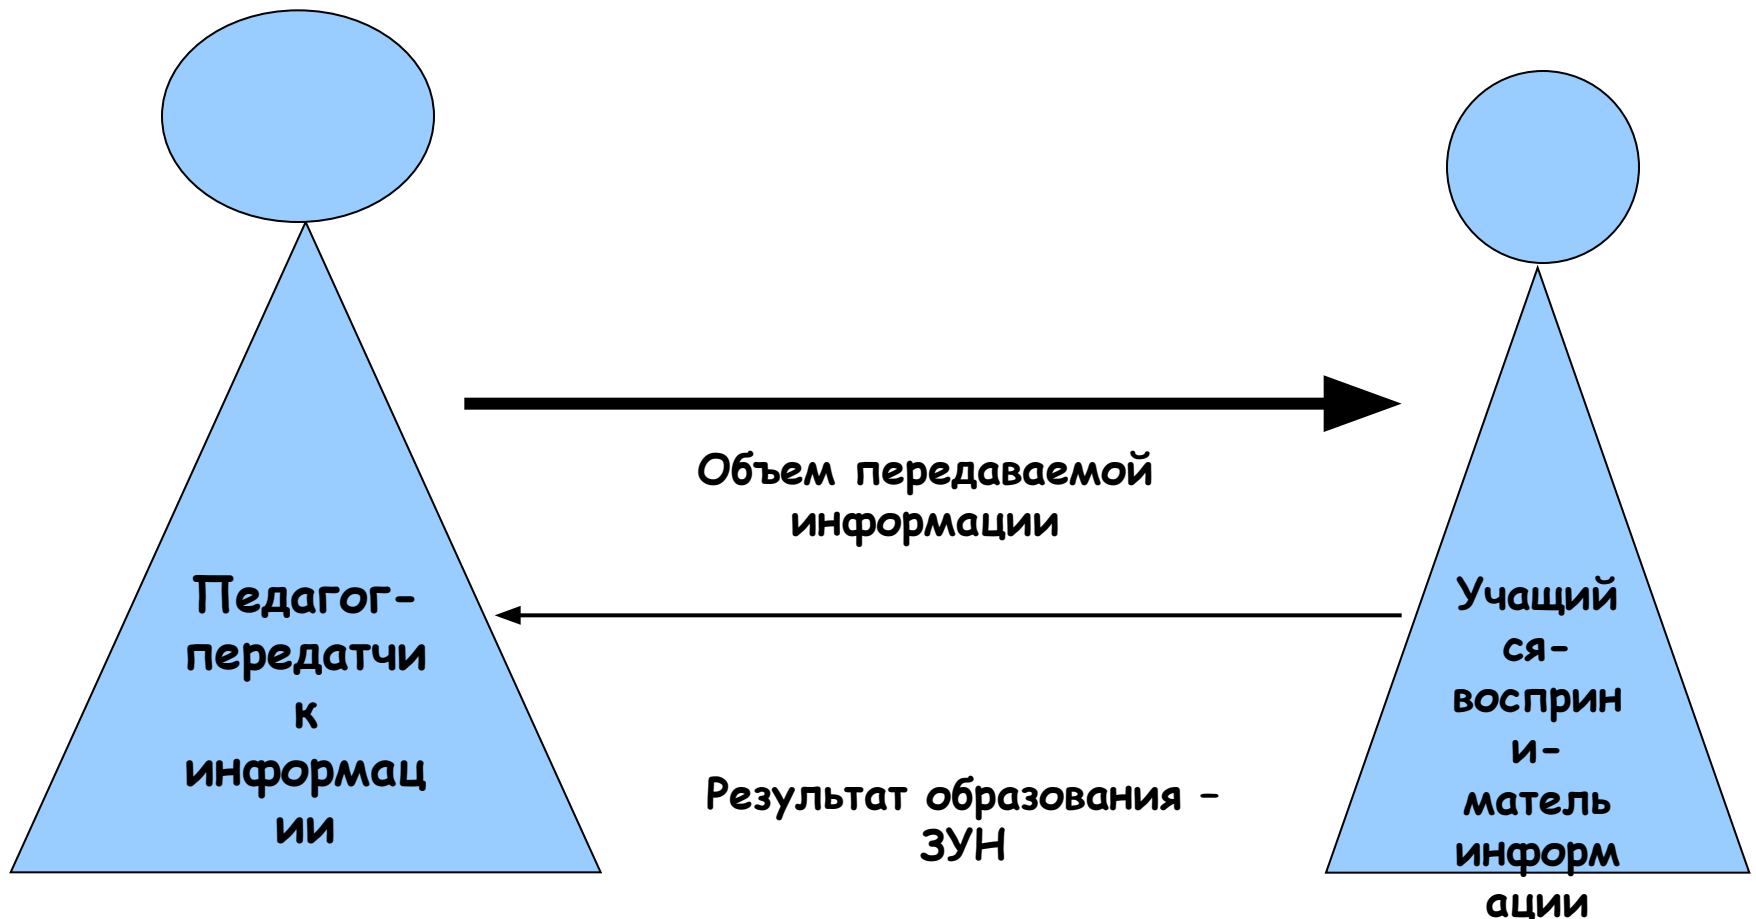 Объем передаваемой
информации
Педагог-
передатчи
к
информац
ии
Учащий
ся-
восприн
и-
матель
информ
ации
Результат образования –
ЗУН